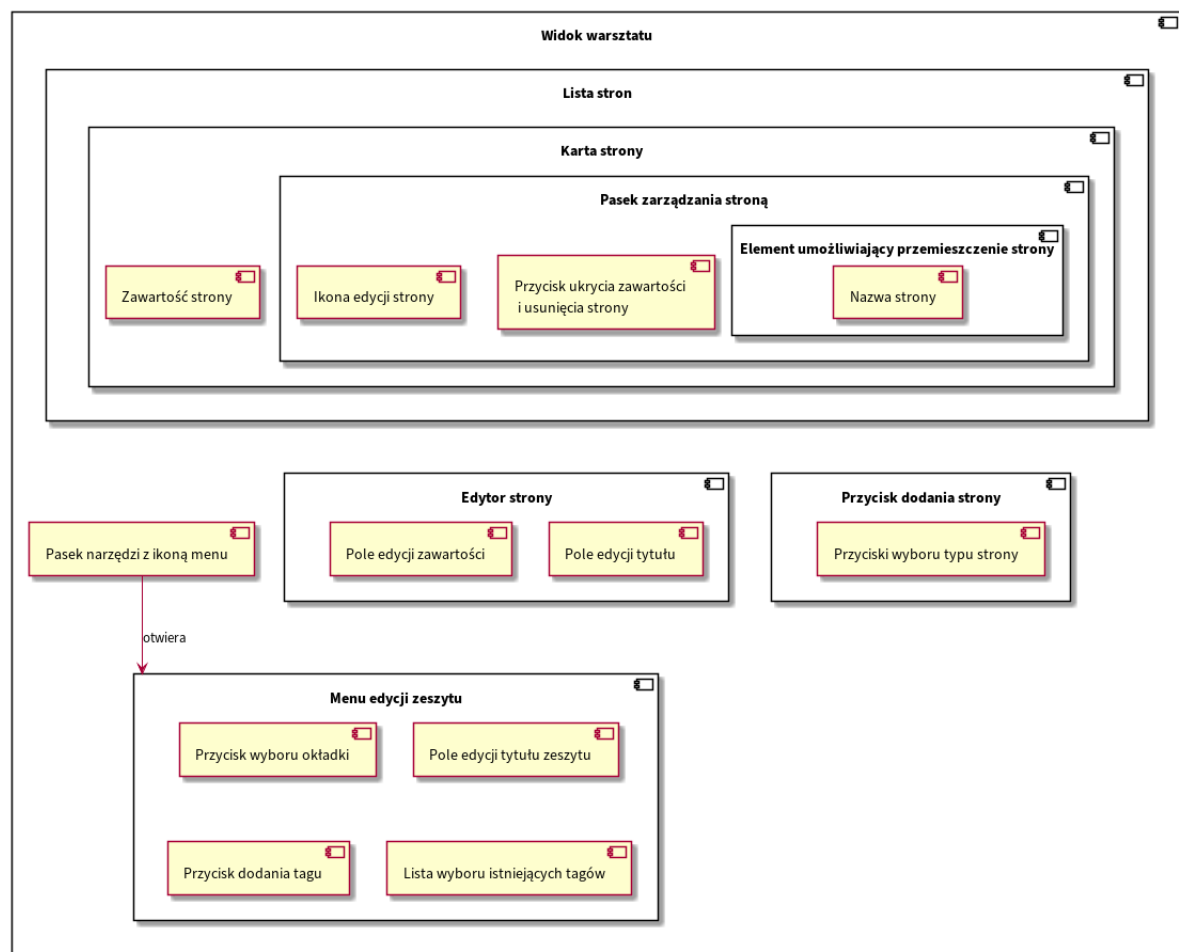 Widok warsztatu
Lista stron
Karta strony
Pasek zarządzania stroną
Element umożliwiający przemieszczenie strony
Zawartość strony
Ikona edycji strony
Przycisk ukrycia zawartości
i usunięcia strony
Nazwa strony
Edytor strony
Przycisk dodania strony
Pasek narzędzi z ikoną menu
Pole edycji zawartości
Pole edycji tytułu
Przyciski wyboru typu strony
otwiera
Menu edycji zeszytu
Przycisk wyboru okładki
Pole edycji tytułu zeszytu
Przycisk dodania tagu
Lista wyboru istniejących tagów